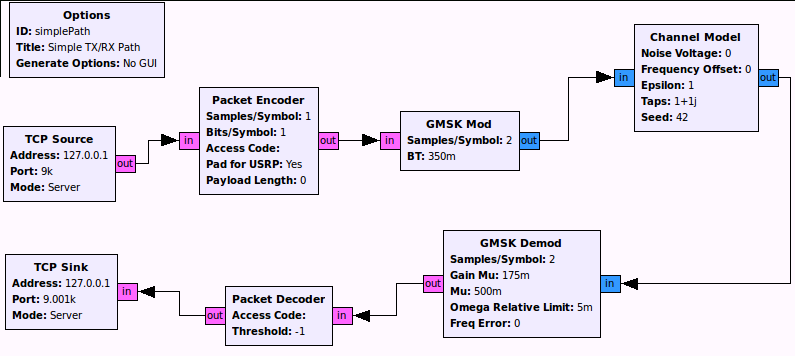 Options
ID: simplePath
Title: Simple TX/RX Path
Generate Options: No GUI
Channel Model
Noise Voltage: 0
Frequency Offset: 0
Epsilon: 1
Taps: 1+1j
Seed: 42
in
out
Packet Encoder
Samples/Symbol: 1
Bits/Symbol: 1
Access Code:
Pad for USRP: Yes
Payload Length: 0
in
out
GMSK Mod
Samples/Symbol: 2
BT: 350m
in
out
TCP Source
Address: 127.0.0.1
Port: 9k
Mode: Server
out
GMSK Demod
Samples/Symbol: 2
Gain Mu: 175m
Mu: 500m
Omega Relative Limit: 5m
Freq Error: 0
out
in
TCP Sink
Address: 127.0.0.1
Port: 9.001k
Mode: Server
in
Packet Decoder
Access Code:
Threshold: -1
out
in